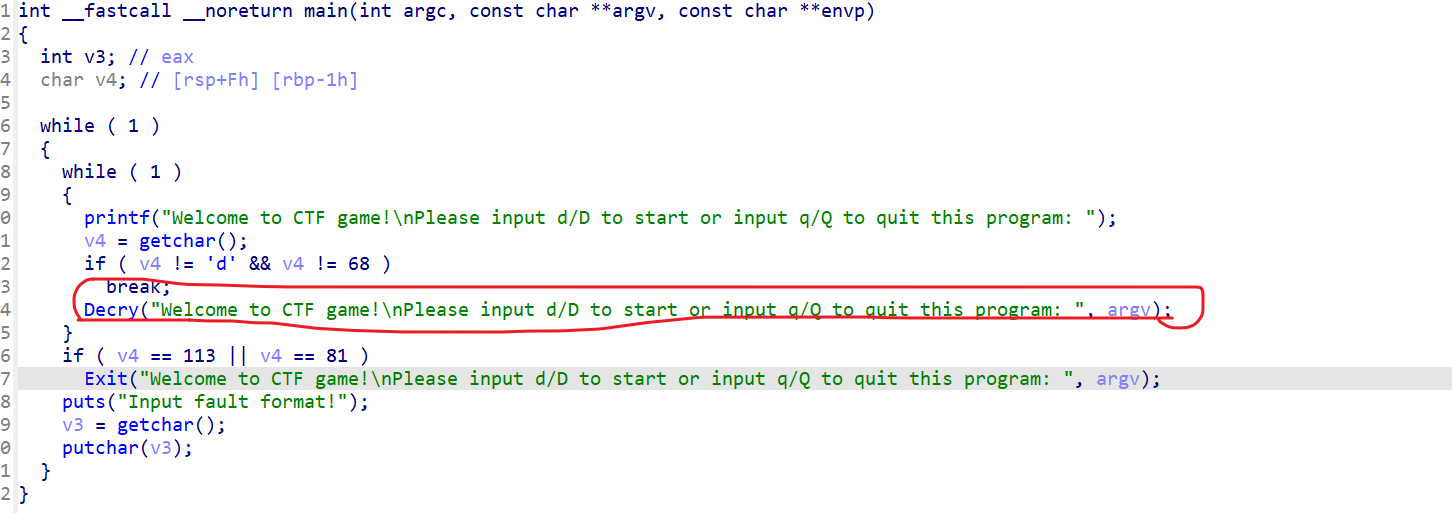 1 int __fastcall __noreturn main(int argc, const char **argv, const char **envp)
2 {
3 int v3; // eax
4 char v4; // [rsp+Fh] [rbp-1h]
5
6 while ( 1 )
7 {
8 while ( 1 )
9 {
0 printf("Welcome to CTF game!\nPlease input d/D to start or input q/Q to quit this program: ");
1 v4 = getchar();
2 if ( v4 != 'd' && v4 != 68 )
3 break;
4 Decry("Welcome to CTF game!\nPlease input d/D to start or input q/Q to quit this program: ", argv);
5 }
6 if ( v4 == 113 || v4 == 81 )
7 Exit("Welcome to CTF game!\nPlease input d/D to start or input q/Q to quit this program: ", argv);
8 puts("Input fault format!");
9 v3 = getchar();
0 putchar(v3);
1 }
2 }